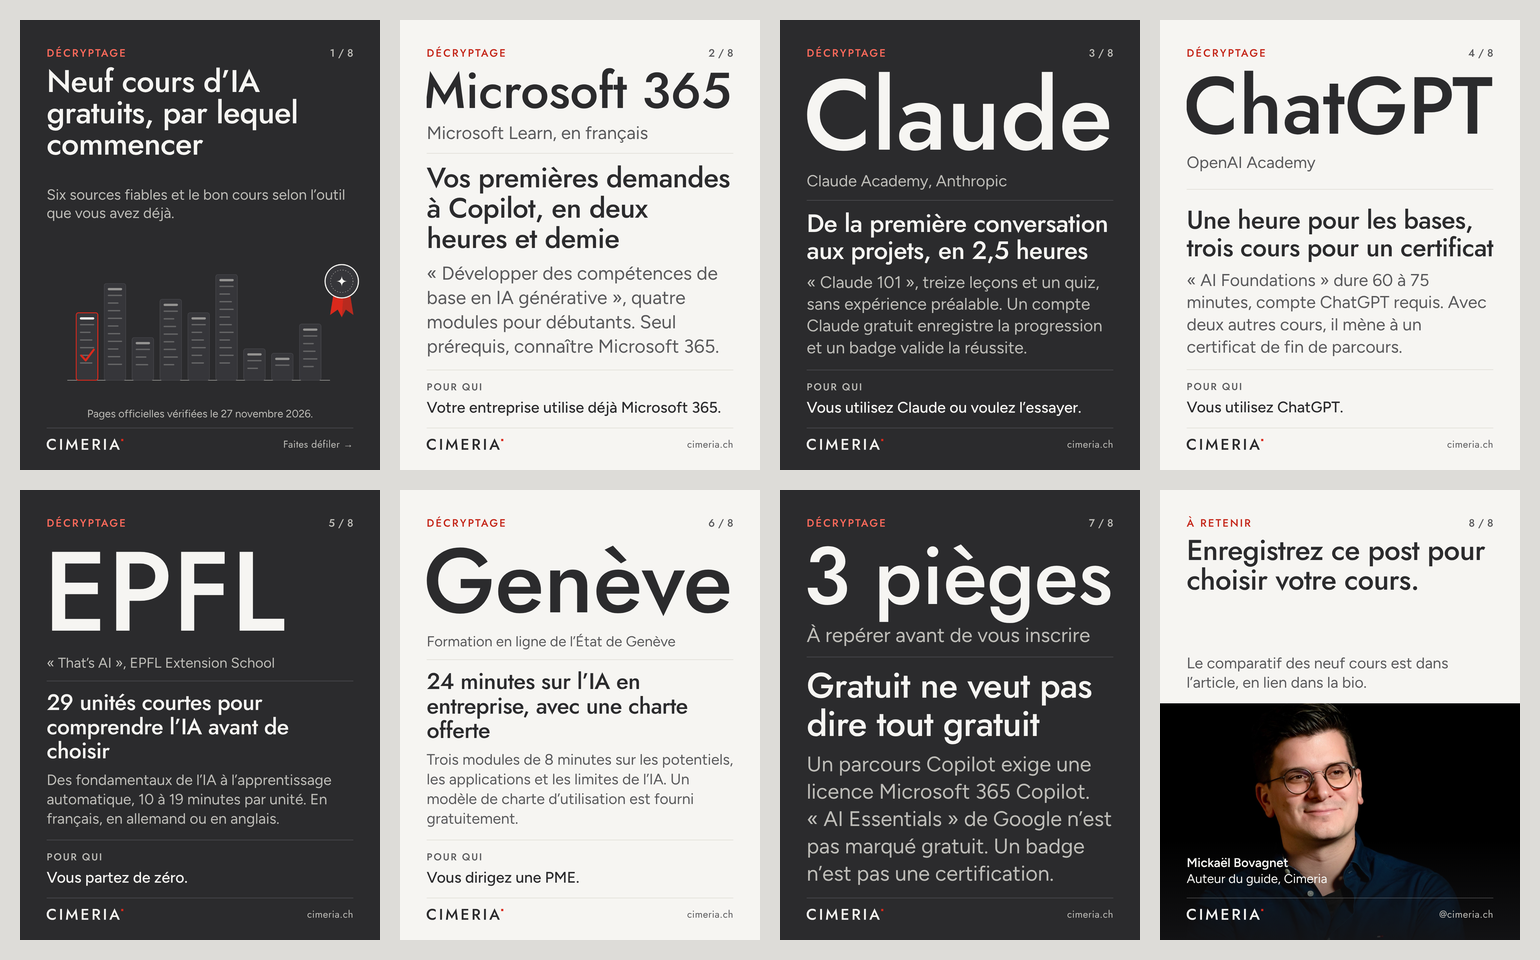 DÉCRYPTAGE
1 / 8
Neuf cours d’IA
gratuits, par lequel
commencer
Six sources fiables et le bon cours selon l’outil
que vous avez déjà.
Pages officielles vérifiées le 27 novembre 2026.
CIMERIA
Faites défiler →
DÉCRYPTAGE
2 / 8
Microsoft 365
Microsoft Learn, en français
Vos premières demandes
à Copilot, en deux
heures et demie
« Développer des compétences de
base en IA générative », quatre
modules pour débutants. Seul
prérequis, connaître Microsoft 365.
POUR QUI
Votre entreprise utilise déjà Microsoft 365.
CIMERIA
cimeria.ch
DÉCRYPTAGE
3 / 8
Claude
Claude Academy, Anthropic
De la première conversation
aux projets, en 2,5 heures
« Claude 101 », treize leçons et un quiz,
sans expérience préalable. Un compte
Claude gratuit enregistre la progression
et un badge valide la réussite.
POUR QUI
Vous utilisez Claude ou voulez l’essayer.
CIMERIA
cimeria.ch
DÉCRYPTAGE
4 / 8
ChatGPT
OpenAI Academy
Une heure pour les bases,
trois cours pour un certificat
« AI Foundations » dure 60 à 75
minutes, compte ChatGPT requis. Avec
deux autres cours, il mène à un
certificat de fin de parcours.
POUR QUI
Vous utilisez ChatGPT.
CIMERIA
cimeria.ch
DÉCRYPTAGE
5 / 8
EPFL
« That’s AI », EPFL Extension School
29 unités courtes pour
comprendre l’IA avant de
choisir
Des fondamentaux de l’IA à l’apprentissage
automatique, 10 à 19 minutes par unité. En
français, en allemand ou en anglais.
POUR QUI
Vous partez de zéro.
CIMERIA
cimeria.ch
DÉCRYPTAGE
6 / 8
Genève
Formation en ligne de l’État de Genève
24 minutes sur l’IA en
entreprise, avec une charte
offerte
Trois modules de 8 minutes sur les potentiels,
les applications et les limites de l’IA. Un
modèle de charte d’utilisation est fourni
gratuitement.
POUR QUI
Vous dirigez une PME.
CIMERIA
cimeria.ch
DÉCRYPTAGE
7 / 8
3 pièges
À repérer avant de vous inscrire
Gratuit ne veut pas
dire tout gratuit
Un parcours Copilot exige une
licence Microsoft 365 Copilot.
« AI Essentials » de Google n’est
pas marqué gratuit. Un badge
n’est pas une certification.
CIMERIA
cimeria.ch
À RETENIR
8 / 8
Enregistrez ce post pour
choisir votre cours.
Le comparatif des neuf cours est dans
l’article, en lien dans la bio.
Mickaël Bovagnet
Auteur du guide, Cimeria
CIMERIA
@cimeria.ch